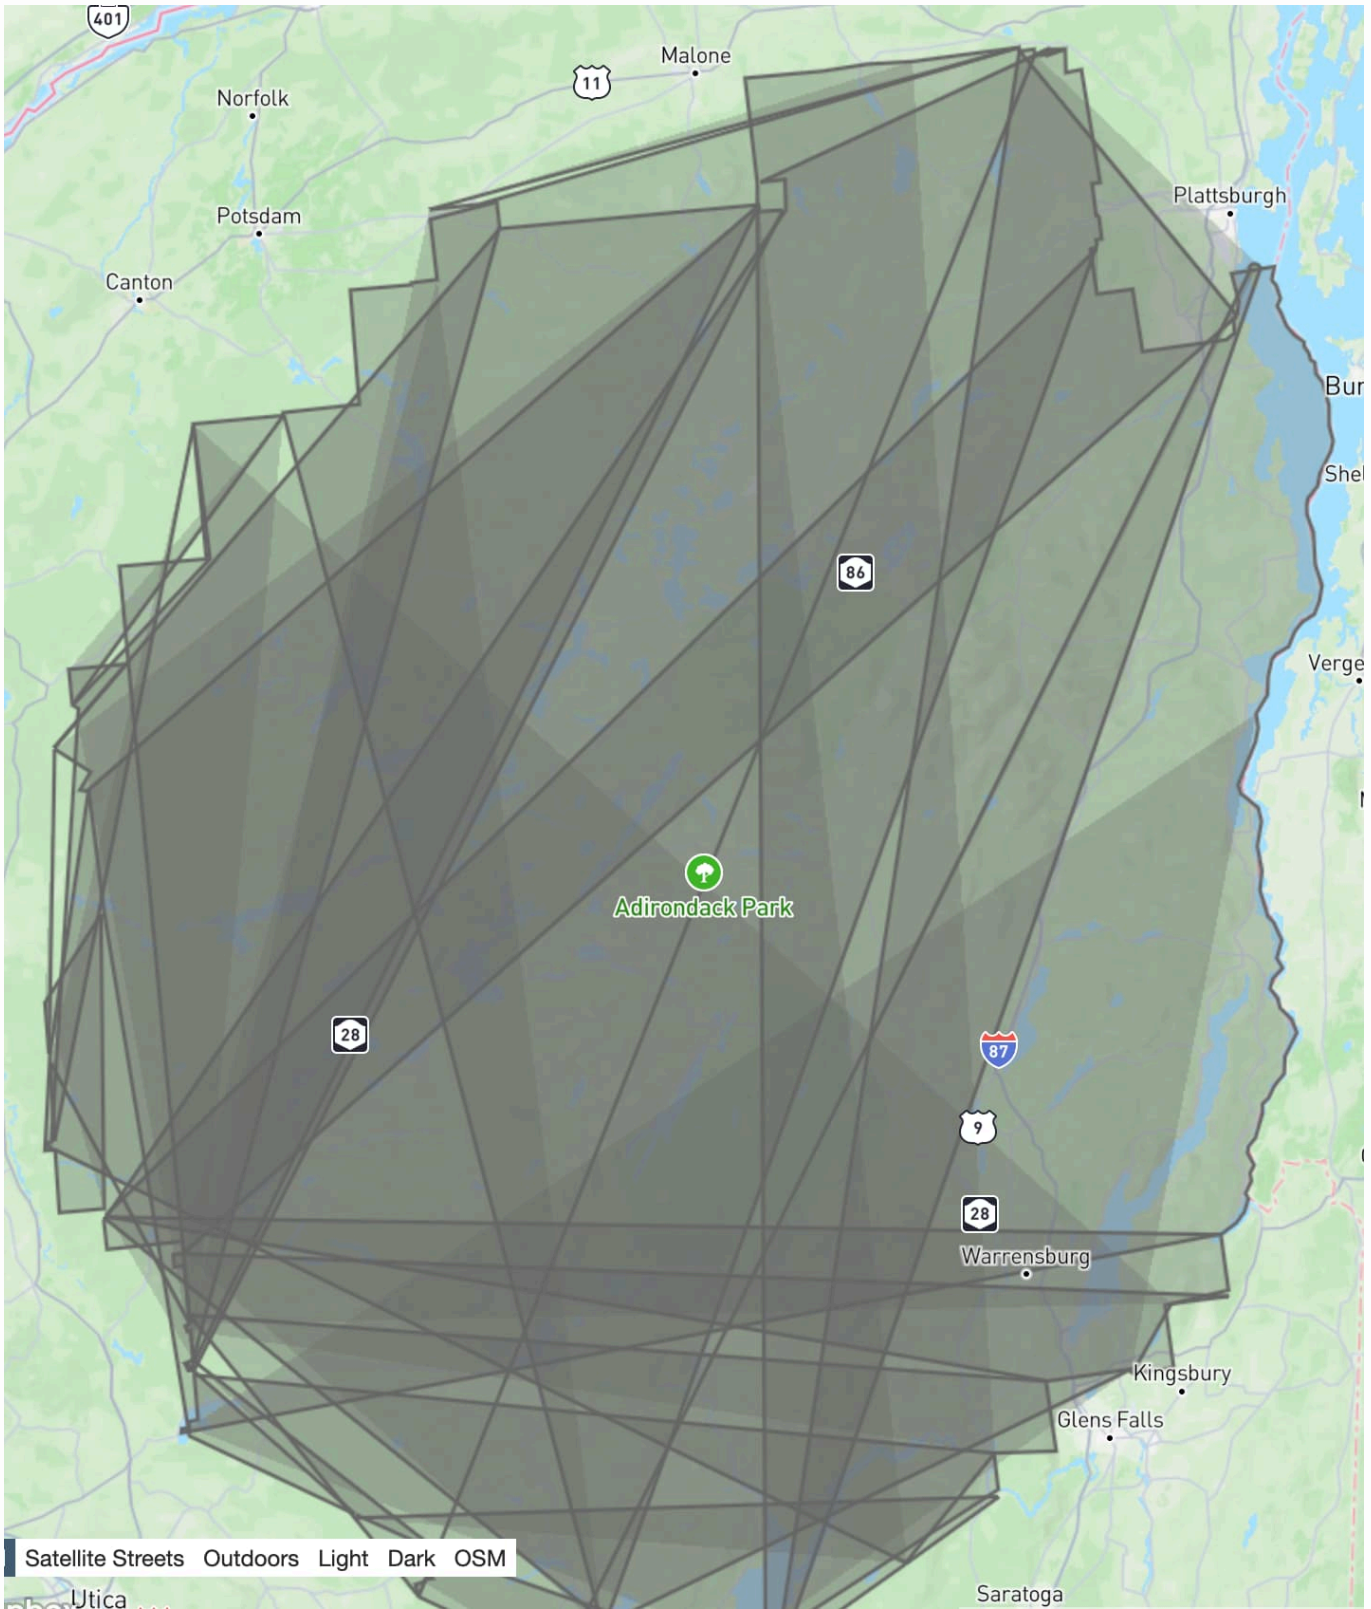 401
Malone
11
Norfolk
Plattsburgh
Potsdam
Canton
Bur
Shel
86
Verge
Adirondack Park
28
87
9
28
Warrensburg
Kingsbury
Glens Falls
Satellite Streets Outdoors Light Dark OSM
Saratoga
Utica